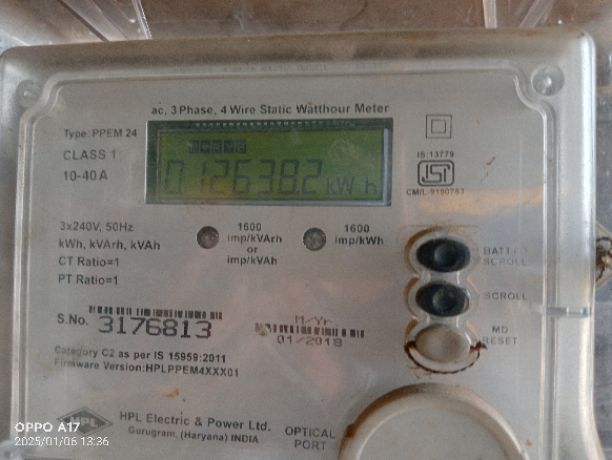 ac, 3 Phase, 4 Wire Static Watthour Meter
Type: PPEM 24
CLASS 1
10-40 A
012638.2 kW h
IS:13779
ISI
CM/L-9190783
3x240V, 50Hz
kWh, kVArh, kVAh
CT Ratio=1
PT Ratio=1
1600
imp/kVArh
or
imp/kVAh
1600
imp/kWh
SCROLL
SCROLL
MD
RESET
S.No. 3176813
M/Yr
01/2018
Category C2 as per IS 15959:2011
Firmware Version:HPLPPEM4XXX01
HPL
HPL Electric & Power Ltd.
Gurugram, (Haryana) INDIA
OPTICAL
PORT
OPPO A17
2025/01/06 13:36